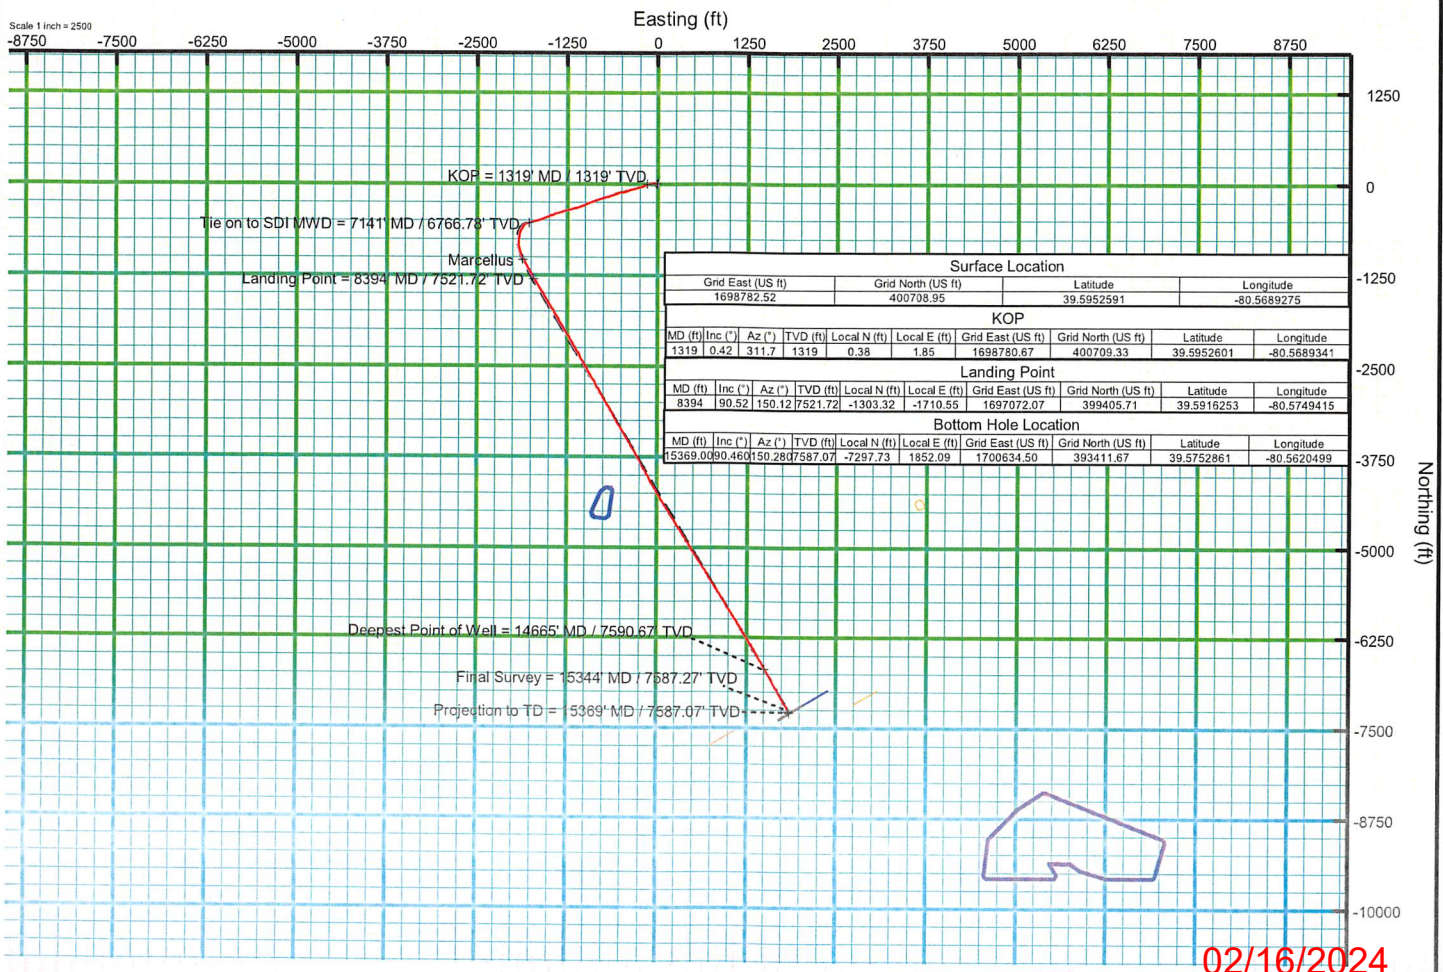 Easting (ft)
Scale 1 inch = 2500
-8750 -7500 -6250 -5000 -3750 -2500 -1250 0 1250 2500 3750 5000 6250 7500 8750
1250
KOP = 1319' MD / 1319' TVD
0
Tie on to SDI MWD = 7141' MD / 6766.78' TVD
Marcellus
Landing Point = 8394' MD / 7521.72' TVD
-1250
Surface Location
Grid East (US ft) Grid North (US ft) Latitude Longitude
1698782.52 400708.95 39.5952591 -80.5689275
KOP
MD (ft) Inc (°) Az (°) TVD (ft) Local N (ft) Local E (ft) Grid East (US ft) Grid North (US ft) Latitude Longitude
1319 0.42 311.7 1319 0.38 1.85 1698780.67 400709.33 39.5952601 -80.5689341
Landing Point
-2500
MD (ft) Inc (°) Az (°) TVD (ft) Local N (ft) Local E (ft) Grid East (US ft) Grid North (US ft) Latitude Longitude
8394 90.52 150.12 7521.72 -1303.32 -1710.55 1697072.07 399405.71 39.5916253 -80.5749415
Bottom Hole Location
MD (ft) Inc (°) Az (°) TVD (ft) Local N (ft) Local E (ft) Grid East (US ft) Grid North (US ft) Latitude Longitude
15369.00 90.460 150.280 7587.07 -7297.73 1852.09 1700634.50 393411.67 39.5752861 -80.5620499
-3750
Northing (ft)
-5000
Deepest Point of Well = 14665' MD / 7590.67' TVD
-6250
Final Survey = 15344' MD / 7587.27' TVD
Projection to TD = 15369' MD / 7587.07' TVD
-7500
-8750
-10000
02/16/2024